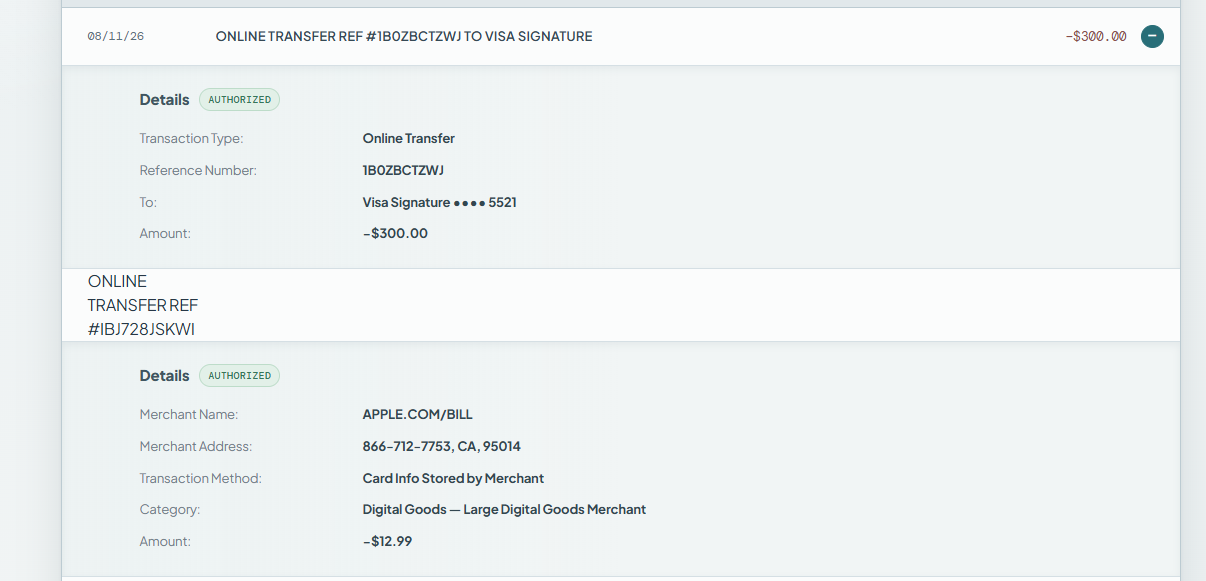 08/11/26 ONLINE TRANSFER REF #1B0ZBCTZWJ TO VISA SIGNATURE -$300.00
Details AUTHORIZED
Transaction Type: Online Transfer
Reference Number: 1B0ZBCTZWJ
To: Visa Signature •••• 5521
Amount: -$300.00
ONLINE
TRANSFER REF
#IBJ728JSKWI
Details AUTHORIZED
Merchant Name: APPLE.COM/BILL
Merchant Address: 866-712-7753, CA, 95014
Transaction Method: Card Info Stored by Merchant
Category: Digital Goods — Large Digital Goods Merchant
Amount: -$12.99